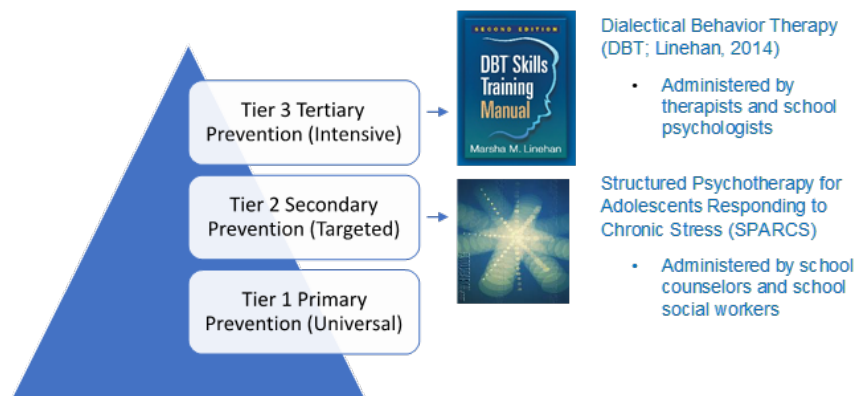 Tier 3 Tertiary
Prevention (Intensive)
SECOND EDITION
DBT Skills
Training
Manual
Marsha M. Linehan
Dialectical Behavior Therapy
(DBT; Linehan, 2014)
• Administered by
therapists and school
psychologists
Tier 2 Secondary
Prevention (Targeted)
Structured Psychotherapy for
Adolescents Responding to
Chronic Stress (SPARCS)
• Administered by school
counselors and school
social workers
Tier 1 Primary
Prevention (Universal)